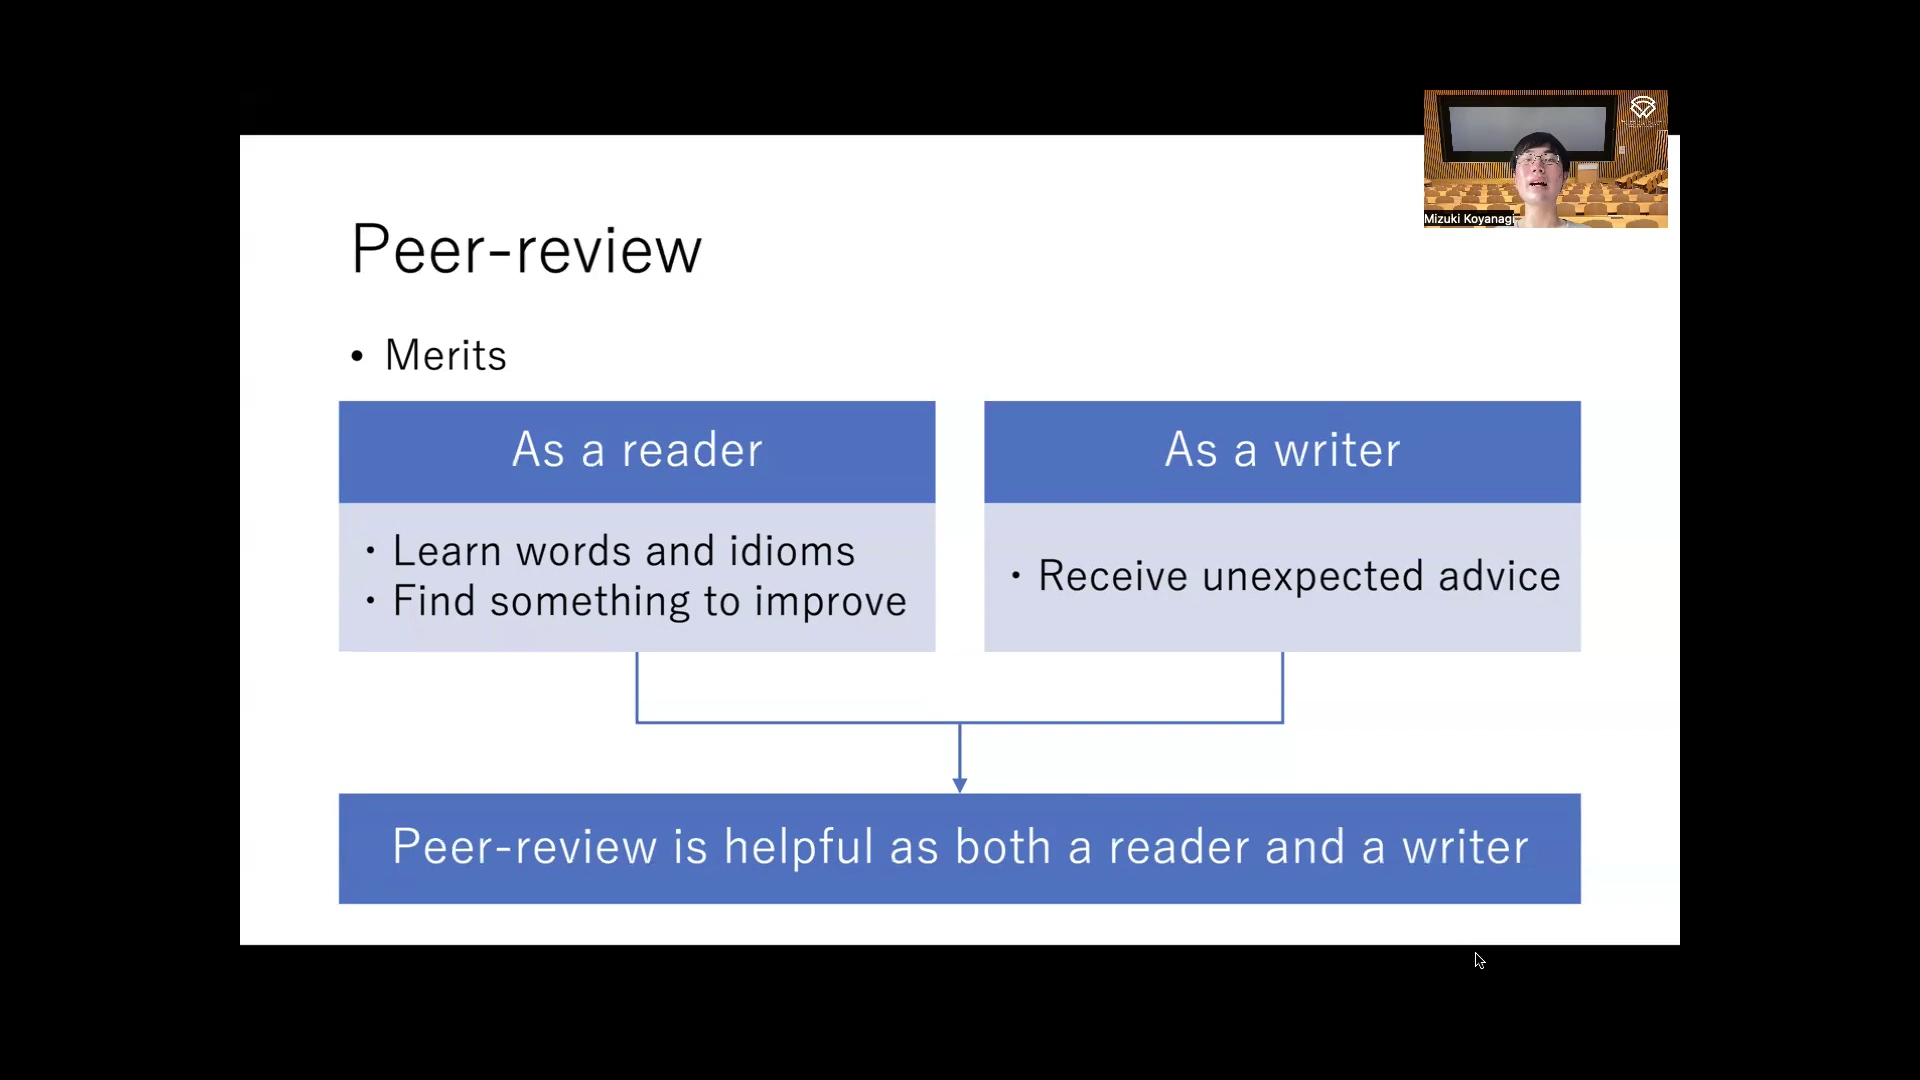 Peer-review
• Merits
As a reader
・Learn words and idioms
・Find something to improve
As a writer
・Receive unexpected advice
Peer-review is helpful as both a reader and a writer
Mizuki Koyanagi